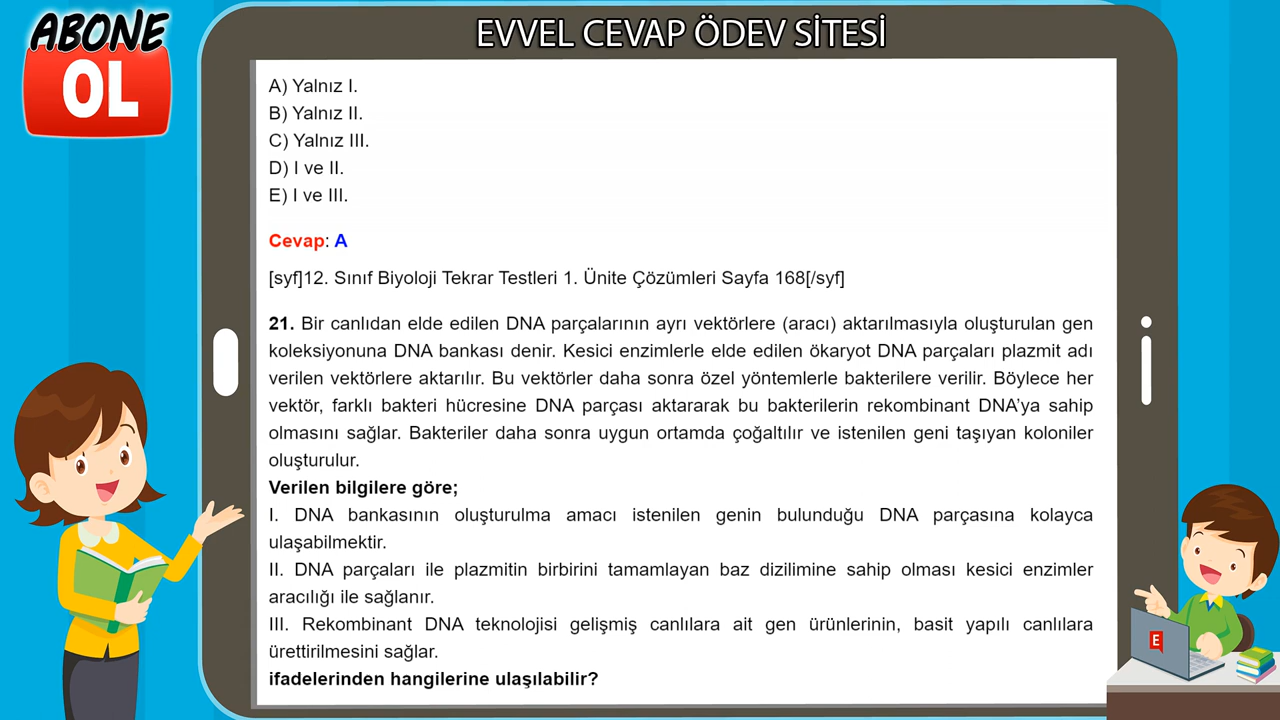 ABONE
OL
EVVEL CEVAP ÖDEV SİTESİ
A) Yalnız I.
B) Yalnız II.
C) Yalnız III.
D) I ve II.
E) I ve III.
Cevap: A
[syf]12. Sınıf Biyoloji Tekrar Testleri 1. Ünite Çözümleri Sayfa 168[/syf]
21. Bir canlıdan elde edilen DNA parçalarının ayrı vektörlere (aracı) aktarılmasıyla oluşturulan gen
koleksiyonuna DNA bankası denir. Kesici enzimlerle elde edilen ökaryot DNA parçaları plazmit adı
verilen vektörlere aktarılır. Bu vektörler daha sonra özel yöntemlerle bakterilere verilir. Böylece her
vektör, farklı bakteri hücresine DNA parçası aktararak bu bakterilerin rekombinant DNA’ya sahip
olmasını sağlar. Bakteriler daha sonra uygun ortamda çoğaltılır ve istenilen geni taşıyan koloniler
oluşturulur.
Verilen bilgilere göre;
I. DNA bankasının oluşturulma amacı istenilen genin bulunduğu DNA parçasına kolayca
ulaşabilmektir.
II. DNA parçaları ile plazmitin birbirini tamamlayan baz dizilimine sahip olması kesici enzimler
aracılığı ile sağlanır.
III. Rekombinant DNA teknolojisi gelişmiş canlılara ait gen ürünlerinin, basit yapılı canlılara
ürettirilmesini sağlar.
ifadelerinden hangilerine ulaşılabilir?
E